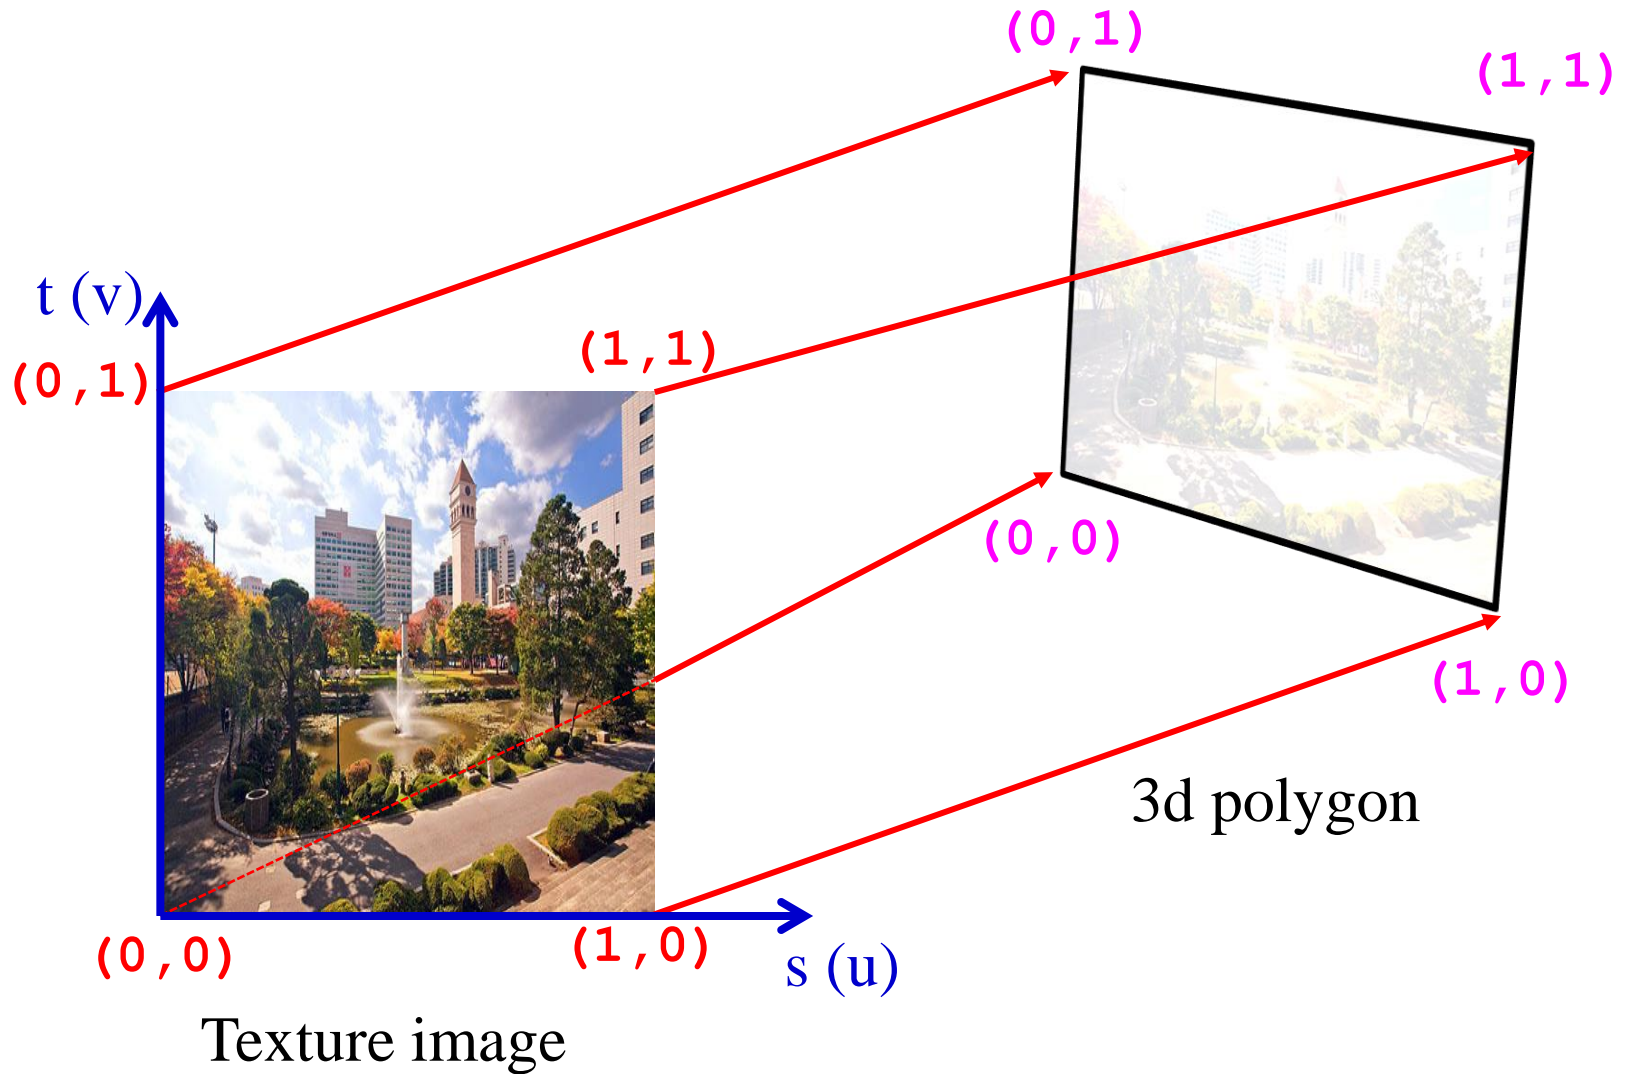 (0,1)
(1,1)
t (v)
(0,1)
(1,1)
(0,0)
(1,0)
3d polygon
(0,0)
(1,0)
s (u)
Texture image